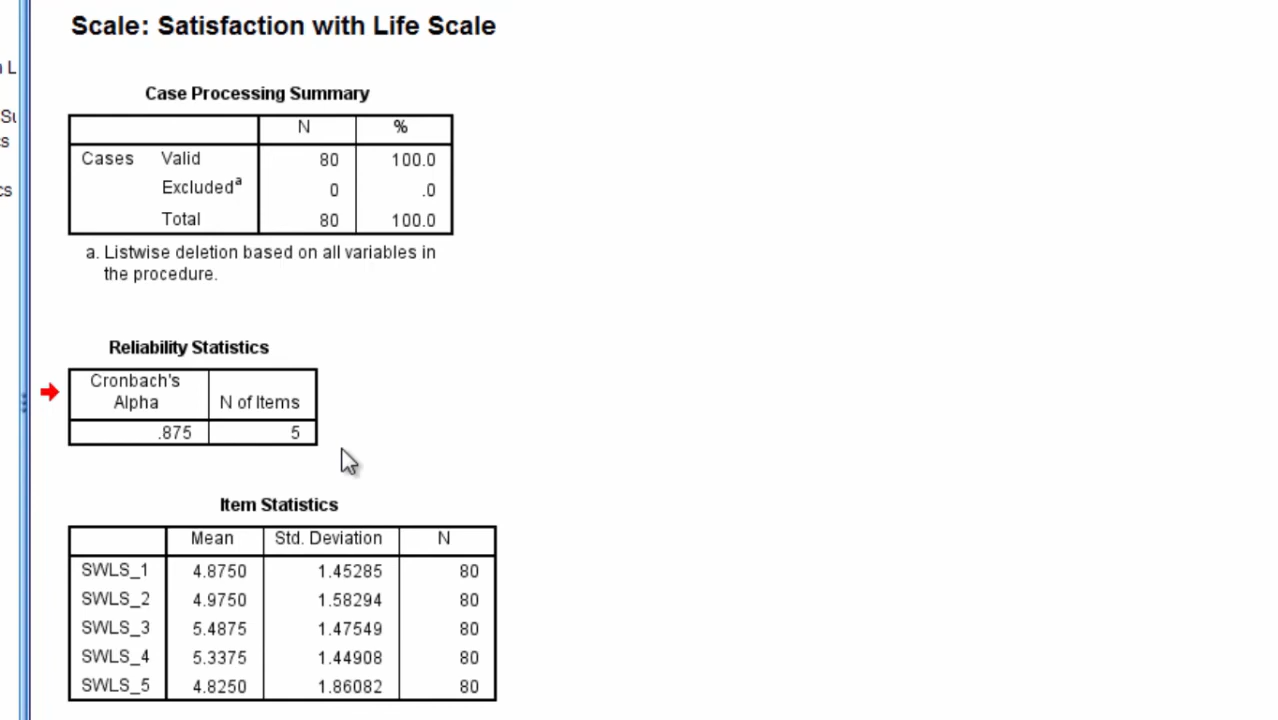 Scale: Satisfaction with Life Scale
Case Processing Summary
N %
Cases Valid 80 100.0
Excludedᵃ 0 .0
Total 80 100.0
a. Listwise deletion based on all variables in
the procedure.
Reliability Statistics
Cronbach's
Alpha N of Items
.875 5
Item Statistics
Mean Std. Deviation N
SWLS_1 4.8750 1.45285 80
SWLS_2 4.9750 1.58294 80
SWLS_3 5.4875 1.47549 80
SWLS_4 5.3375 1.44908 80
SWLS_5 4.8250 1.86082 80